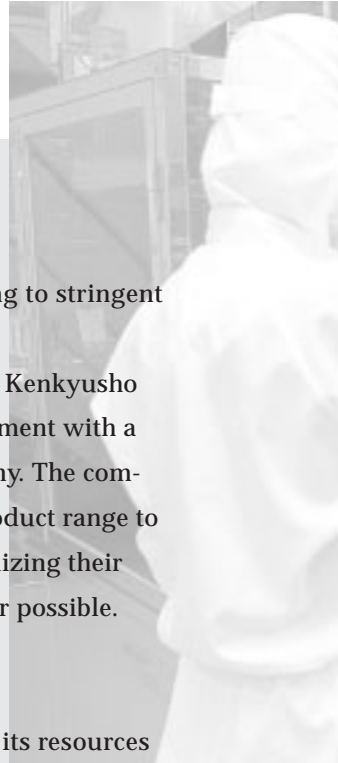 ng to stringent
Kenkyusho
ment with a
ny. The com-
oduct range to
izing their
r possible.
its resources